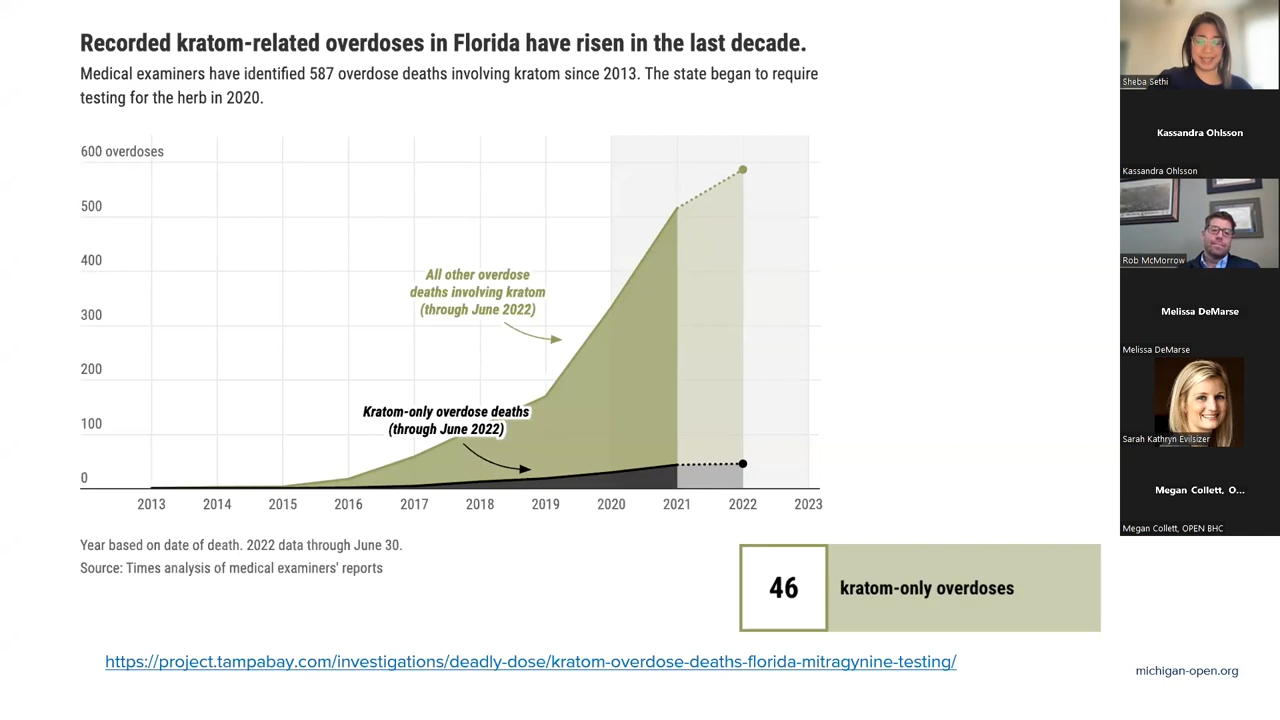 Recorded kratom-related overdoses in Florida have risen in the last decade.
Medical examiners have identified 587 overdose deaths involving kratom since 2013. The state began to require
testing for the herb in 2020.
600 overdoses
500
400
300
200
100
0
All other overdose
deaths involving kratom
(through June 2022)
Kratom-only overdose deaths
(through June 2022)
2013 2014 2015 2016 2017 2018 2019 2020 2021 2022 2023
Year based on date of death. 2022 data through June 30.
Source: Times analysis of medical examiners' reports
46 kratom-only overdoses
https://project.tampabay.com/investigations/deadly-dose/kratom-overdose-deaths-florida-mitragynine-testing/
michigan-open.org
Sheba Sethi
Kassandra Ohlsson
Kassandra Ohlsson
Rob McMorrow
Melissa DeMarse
Melissa DeMarse
Sarah Kathryn Evilsizer
Megan Collett, O...
Megan Collett, OPEN BHC